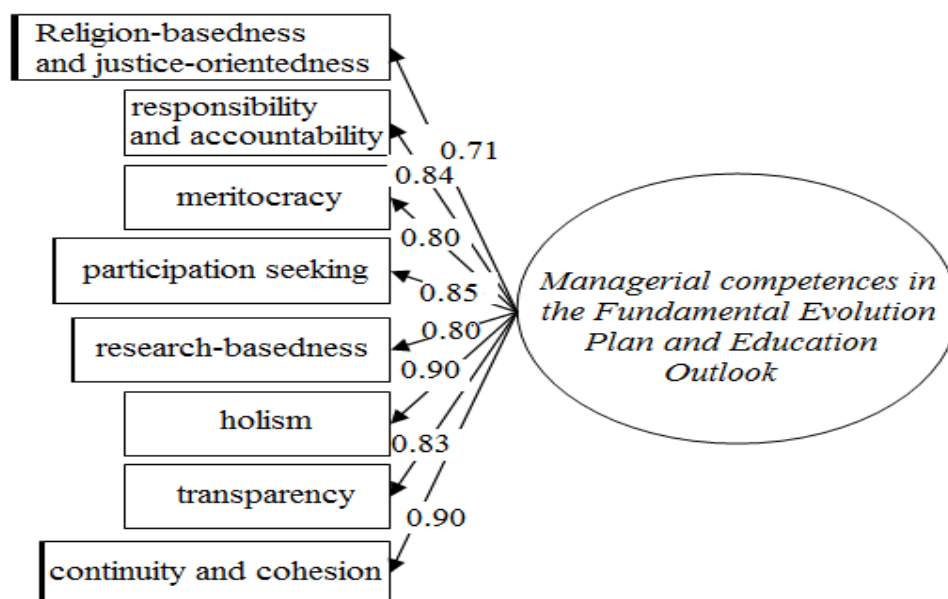 Religion-basedness
and justice-orientedness
responsibility
and accountability
meritocracy
participation seeking
research-basedness
holism
transparency
continuity and cohesion
0.71
0.84
0.80
0.85
0.80
0.90
0.83
0.90
Managerial competences in
the Fundamental Evolution
Plan and Education
Outlook